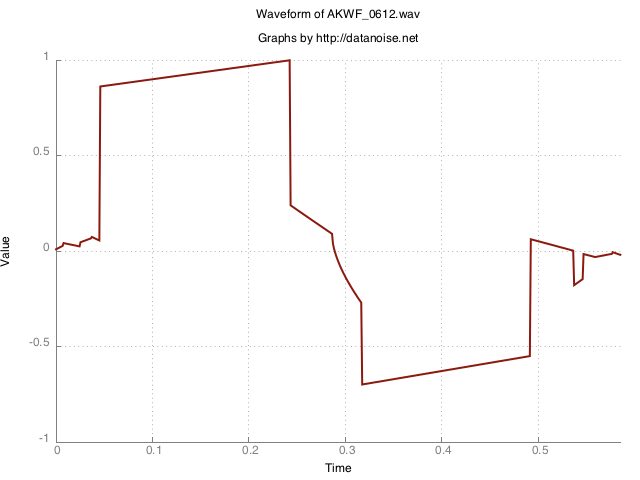 Waveform of AKWF_0612.wav
Graphs by http://datanoise.net
1
0.5
0
-0.5
-1
Value
0 0.1 0.2 0.3 0.4 0.5
Time